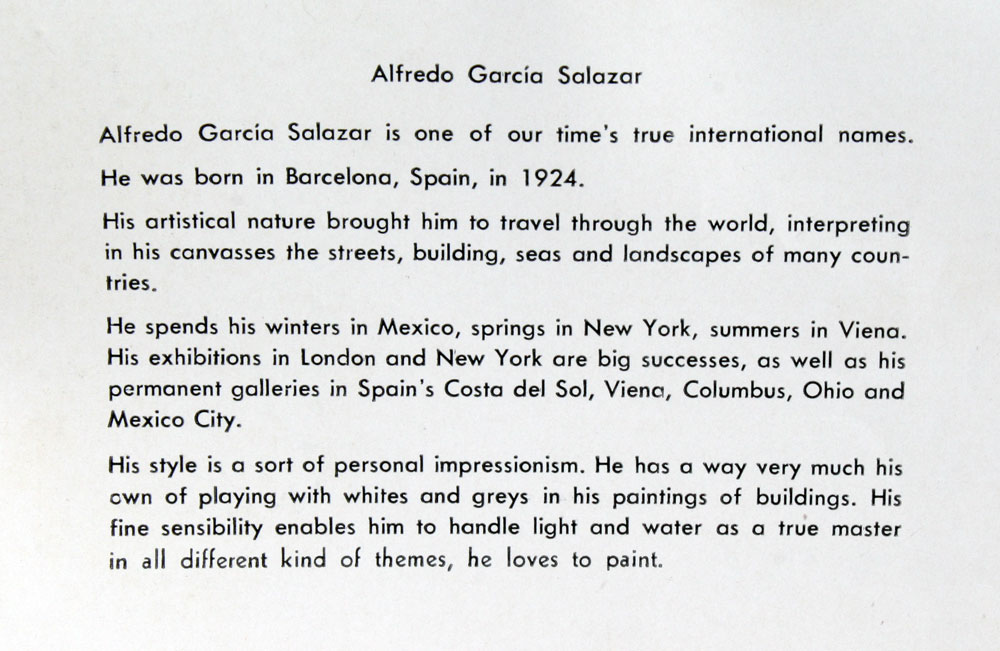 Alfredo García Salazar
Alfredo García Salazar is one of our time's true international names.
He was born in Barcelona, Spain, in 1924.
His artistical nature brought him to travel through the world, interpreting
in his canvasses the streets, building, seas and landscapes of many coun-
tries.
He spends his winters in Mexico, springs in New York, summers in Viena.
His exhibitions in London and New York are big successes, as well as his
permanent galleries in Spain's Costa del Sol, Viena, Columbus, Ohio and
Mexico City.
His style is a sort of personal impressionism. He has a way very much his
own of playing with whites and greys in his paintings of buildings. His
fine sensibility enables him to handle light and water as a true master
in all different kind of themes, he loves to paint.